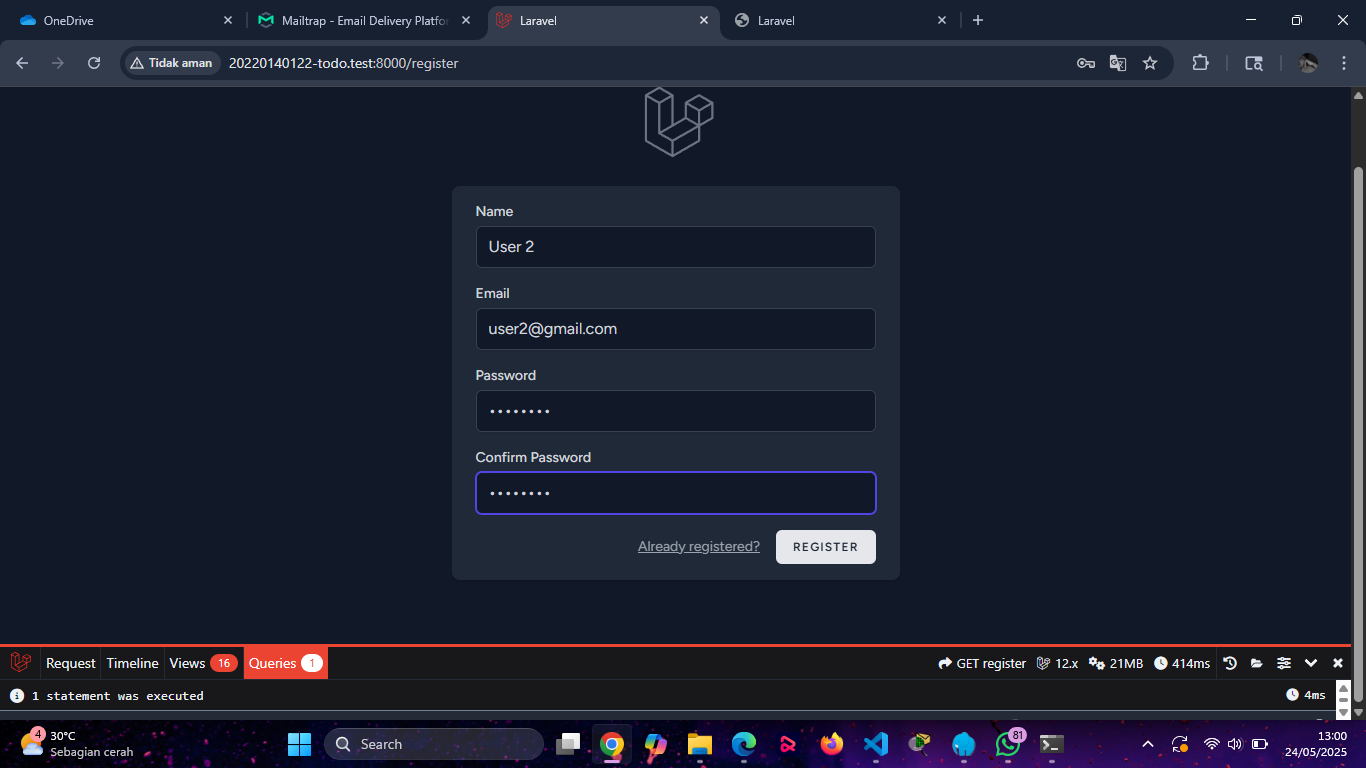 OneDrive
Mailtrap - Email Delivery Platfo
Laravel
Laravel
Tidak aman
20220140122-todo.test:8000/register
Name
User 2
Email
user2@gmail.com
Password
••••••••
Confirm Password
••••••••
Already registered?
REGISTER
Request
Timeline
Views 16
Queries 1
GET register
12.x
21MB
414ms
1 statement was executed
4ms
4
30°C
Sebagian cerah
Search
81
13:00
24/05/2025